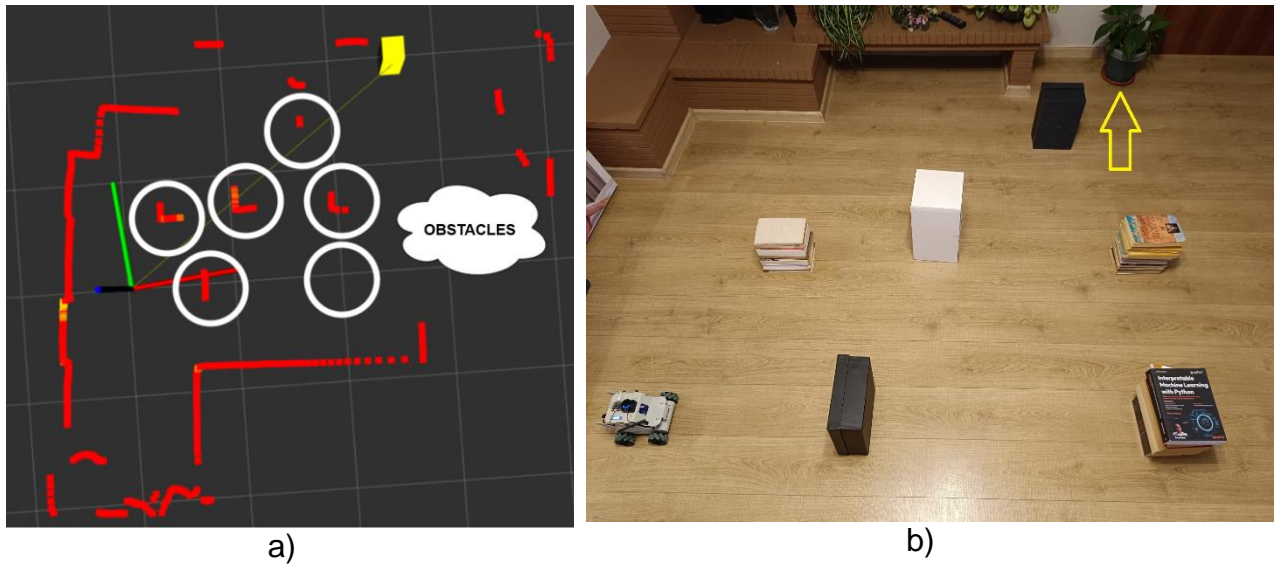 OBSTACLES
Interpretable
Machine Learning
with Python
a)
b)